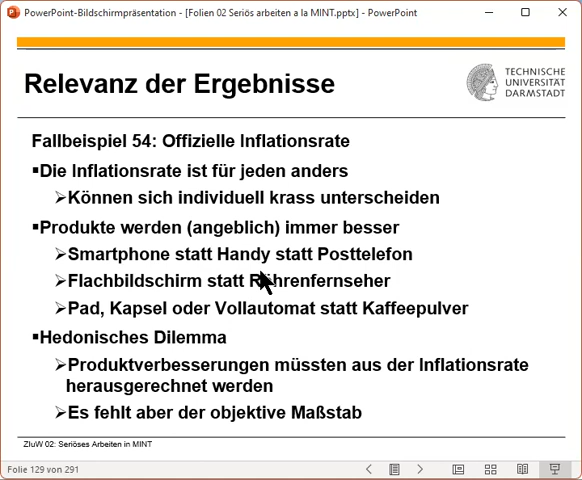 PowerPoint-Bildschirmpräsentation - [Folien 02 Seriös arbeiten a la MINT.pptx] - PowerPoint
Relevanz der Ergebnisse
TECHNISCHE
UNIVERSITÄT
DARMSTADT
Fallbeispiel 54: Offizielle Inflationsrate
▪Die Inflationsrate ist für jeden anders
➢Können sich individuell krass unterscheiden
▪Produkte werden (angeblich) immer besser
➢Smartphone statt Handy statt Posttelefon
➢Flachbildschirm statt Röhrenfernseher
➢Pad, Kapsel oder Vollautomat statt Kaffeepulver
▪Hedonisches Dilemma
➢Produktverbesserungen müssten aus der Inflationsrate
herausgerechnet werden
➢Es fehlt aber der objektive Maßstab
ZIuW 02: Seriöses Arbeiten in MINT
Folie 129 von 291